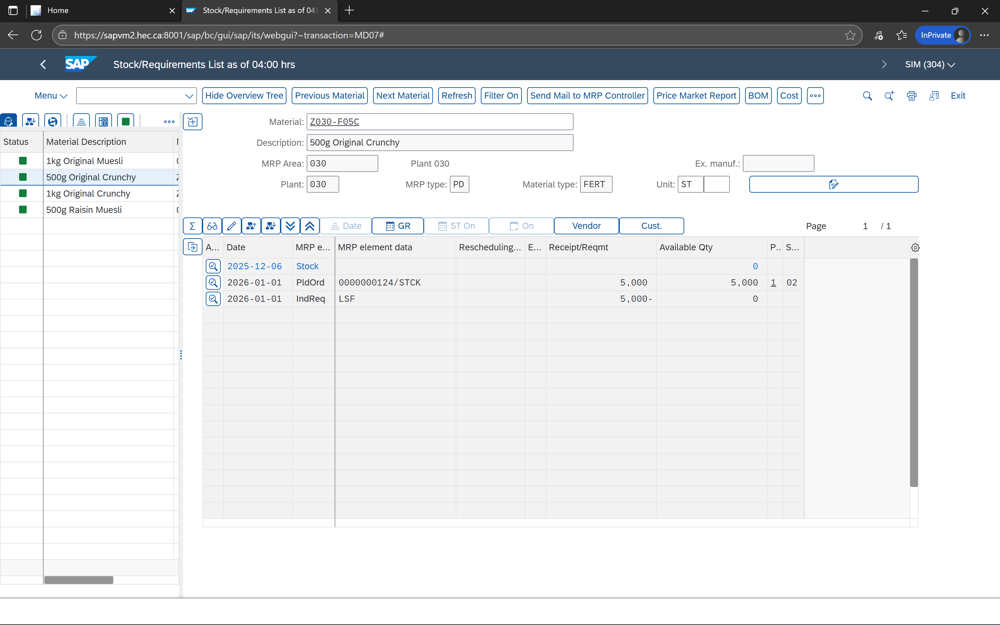 Home
SAP Stock/Requirements List as of 04:
https://sapvm2.hec.ca:8001/sap/bc/gui/sap/its/webgui?~transaction=MD07#
InPrivate
SAP Stock/Requirements List as of 04:00 hrs
SIM (304)
Menu
Hide Overview Tree
Previous Material
Next Material
Refresh
Filter On
Send Mail to MRP Controller
Price Market Report
BOM
Cost
Exit
Status Material Description
1kg Original Muesli
500g Original Crunchy
1kg Original Crunchy
500g Raisin Muesli
Material: Z030-F05C
Description: 500g Original Crunchy
MRP Area: 030 Plant 030 Ex. manuf.:
Plant: 030 MRP type: PD Material type: FERT Unit: ST
Σ Date GR ST On On Vendor Cust. Page 1 / 1
A... Date MRP e... MRP element data Rescheduling... E... Receipt/Reqmt Available Qty P.. S...
2025-12-06 Stock 0
2026-01-01 PldOrd 0000000124/STCK 5,000 5,000 1 02
2026-01-01 IndReq LSF 5,000- 0